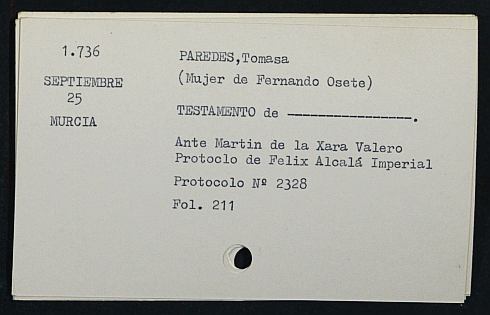 1.736
SEPTIEMBRE
25
MURCIA
PAREDES,Tomasa
(Mujer de Fernando Osete)
TESTAMENTO de ----------------.
Ante Martin de la Xara Valero
Protoclo de Felix Alcalá Imperial
Protocolo Nº 2328
Fol. 211